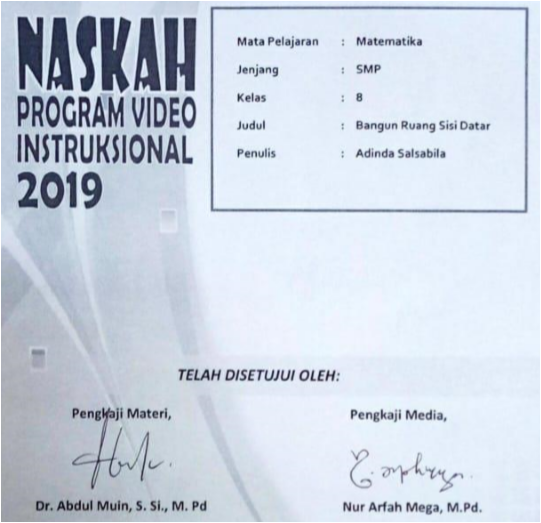 NASKAH
PROGRAM VIDEO
INSTRUKSIONAL
2019
Mata Pelajaran : Matematika
Jenjang : SMP
Kelas : 8
Judul : Bangun Ruang Sisi Datar
Penulis : Adinda Salsabila
TELAH DISETUJUI OLEH:
Pengkaji Materi,
Pengkaji Media,
Dr. Abdul Muin, S. Si., M. Pd
Nur Arfah Mega, M.Pd.